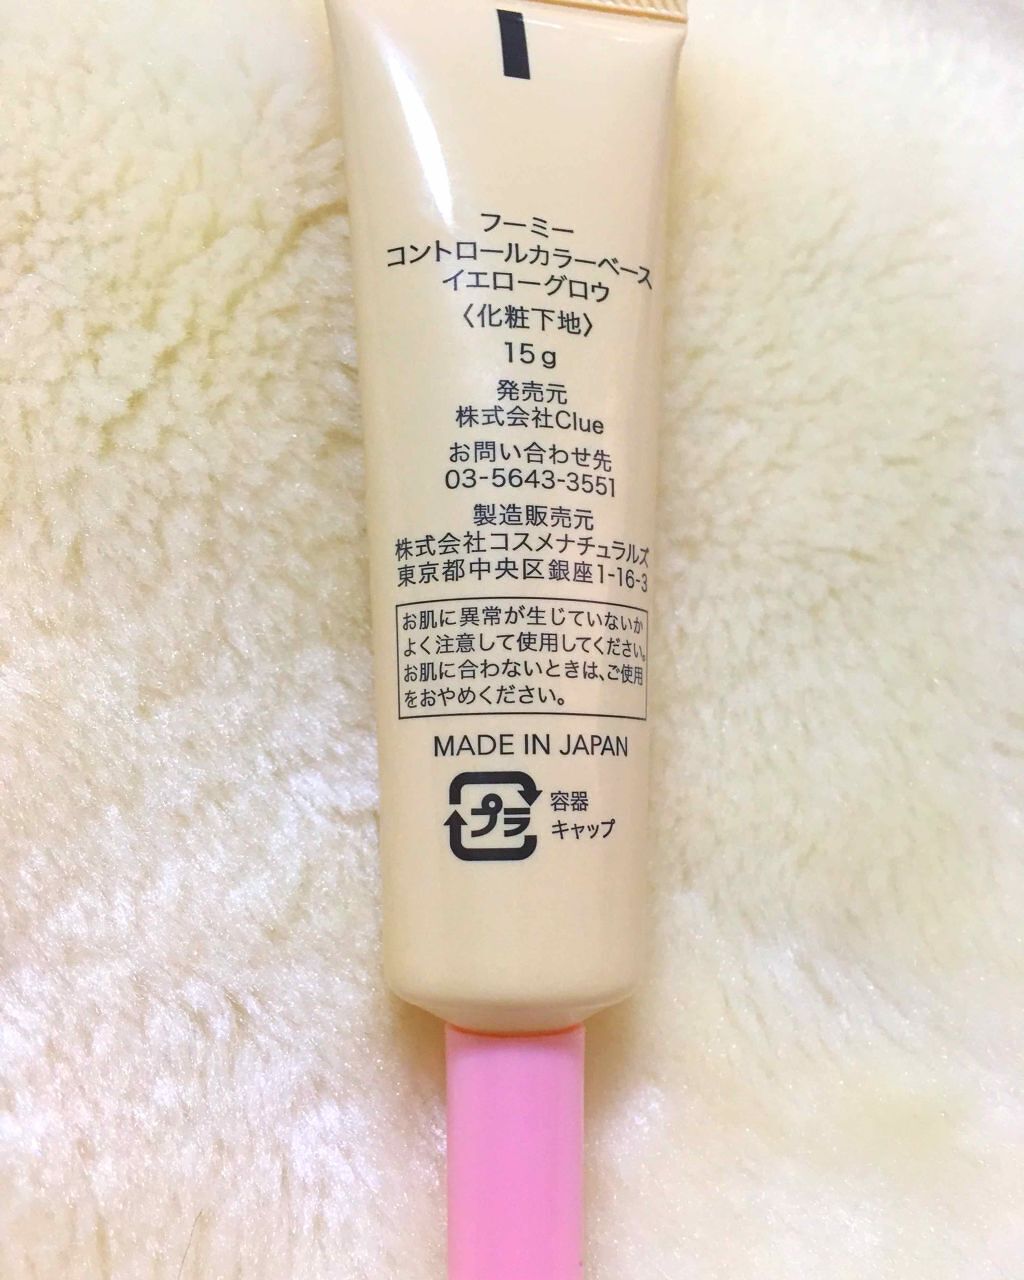 フーミー
コントロールカラーベース
イエローグロウ
〈化粧下地〉
15g
発売元
株式会社Clue
お問い合わせ先
03-5643-3551
製造販売元
株式会社コスメナチュラルズ
東京都中央区銀座1-16-3
お肌に異常が生じていないか
よく注意して使用してください。
お肌に合わないときは、ご使用
をおやめください。
MADE IN JAPAN
プラ
容器
キャップ